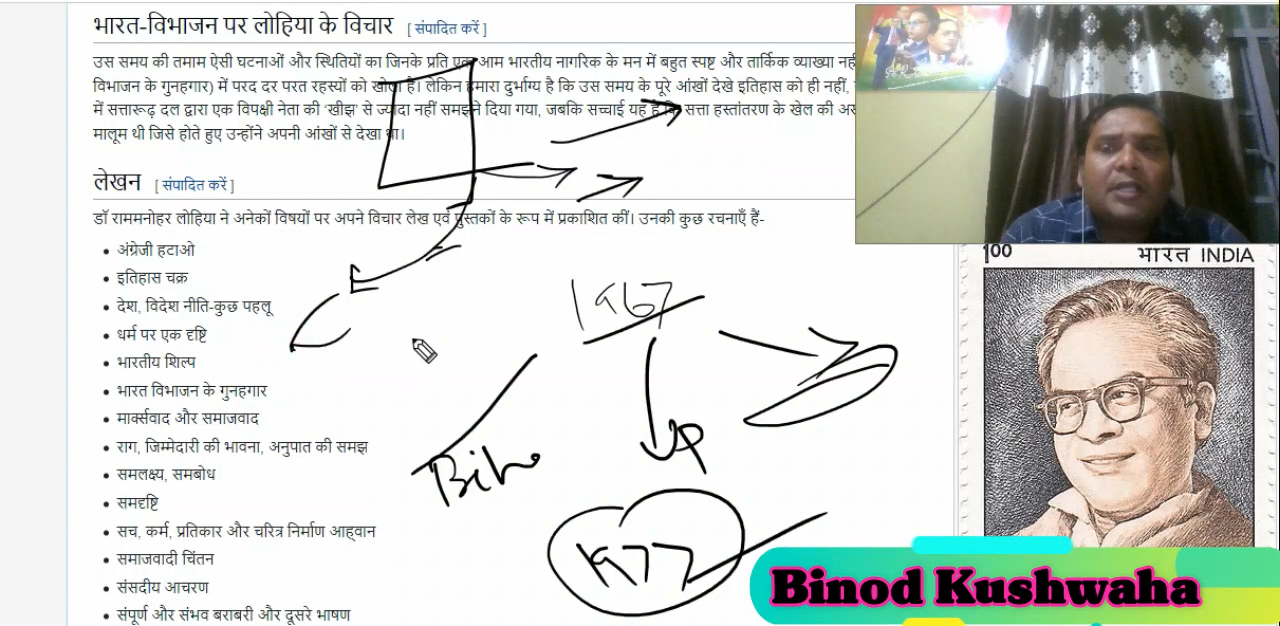 भारत-विभाजन पर लोहिया के विचार [ संपादित करें ]
उस समय की तमाम ऐसी घटनाओं और स्थितियों का जिनके प्रति एक आम भारतीय नागरिक के मन में बहुत स्पष्ट और तार्किक व्याख्या नहीं
विभाजन के गुनहगार) में परद दर परत रहस्यों को खोला है। लेकिन हमारा दुर्भाग्य है कि उस समय के पूरे आंखों देखे इतिहास को ही नहीं,
में सत्तारूढ़ दल द्वारा एक विपक्षी नेता की 'खीझ' से ज्यादा नहीं समझने दिया गया, जबकि सच्चाई यह है कि सत्ता हस्तांतरण के खेल की
मालूम थी जिसे होते हुए उन्होंने अपनी आंखों से देखा था।
लेखन [ संपादित करें ]
डॉ राममनोहर लोहिया ने अनेकों विषयों पर अपने विचार लेख एवं पुस्तकों के रूप में प्रकाशित कीं। उनकी कुछ रचनाएँ हैं-
• अंग्रेजी हटाओ
• इतिहास चक्र
• देश, विदेश नीति-कुछ पहलू
• धर्म पर एक दृष्टि
• भारतीय शिल्प
• भारत विभाजन के गुनहगार
• मार्क्सवाद और समाजवाद
• राग, जिम्मेदारी की भावना, अनुपात की समझ
• समलक्ष्य, समबोध
• समदृष्टि
• सच, कर्म, प्रतिकार और चरित्र निर्माण आह्वान
• समाजवादी चिंतन
• संसदीय आचरण
• संपूर्ण और संभव बराबरी और दूसरे भाषण
1967
UP
1977
100 भारत INDIA
Binod Kushwaha